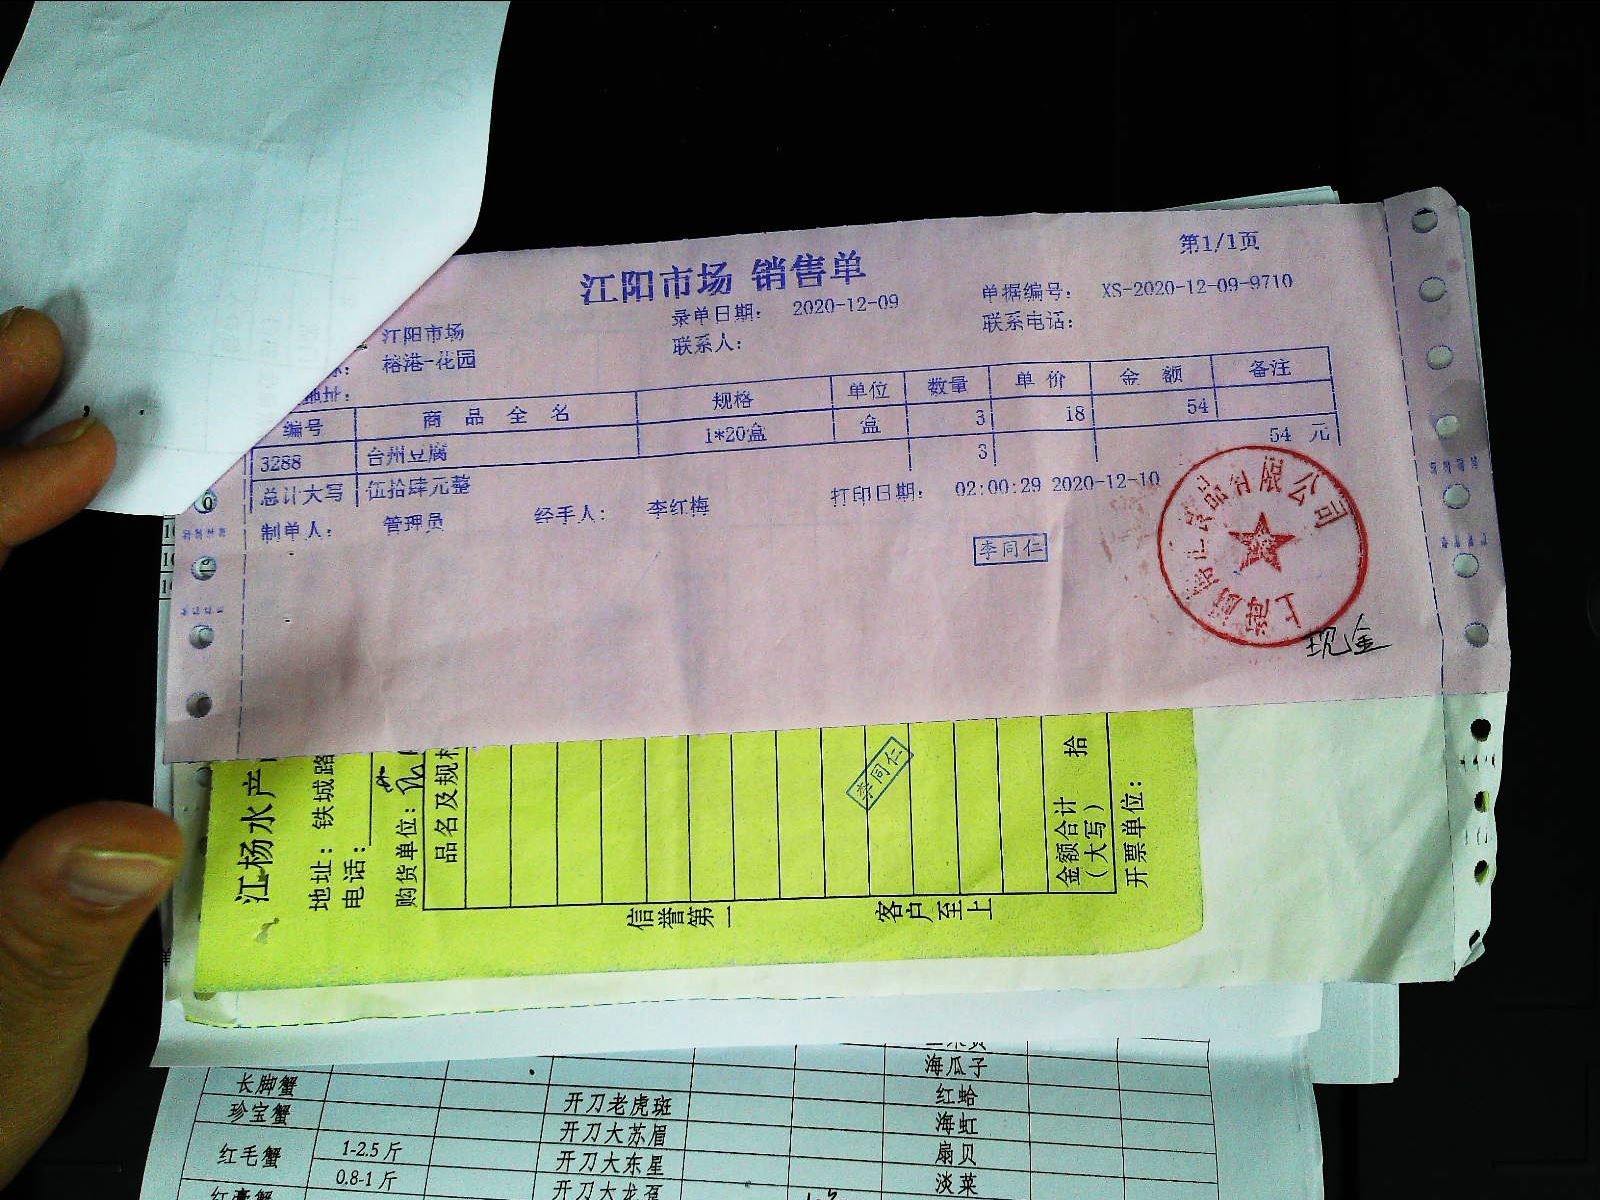 江阳市场 销售单
第1/1页
江阳市场
录单日期: 2020-12-09
单据编号: XS-2020-12-09-9710
榕港-花园
联系人:
联系电话:
地址:
编号 商品全名 规格 单位 数量 单价 金额 备注
3288 台州豆腐 1*20盒 盒 3 18 54
3
总计大写 伍拾肆元整 54 元
制单人: 管理员 经手人: 李红梅 打印日期: 02:00:29 2020-12-10
李同仁
上海 品有限公司
现金
江杨水产
地址: 铁城路
电话:
购货单位:
品名及规格
李同仁
金额合计
(大写)
拾
开票单位:
信誉第一 客户至上
海瓜子
长脚蟹 开刀老虎斑 红蛤
珍宝蟹 开刀大苏眉 海虹
红毛蟹 1-2.5斤 开刀大东星 扇贝
0.8-1斤 淡菜